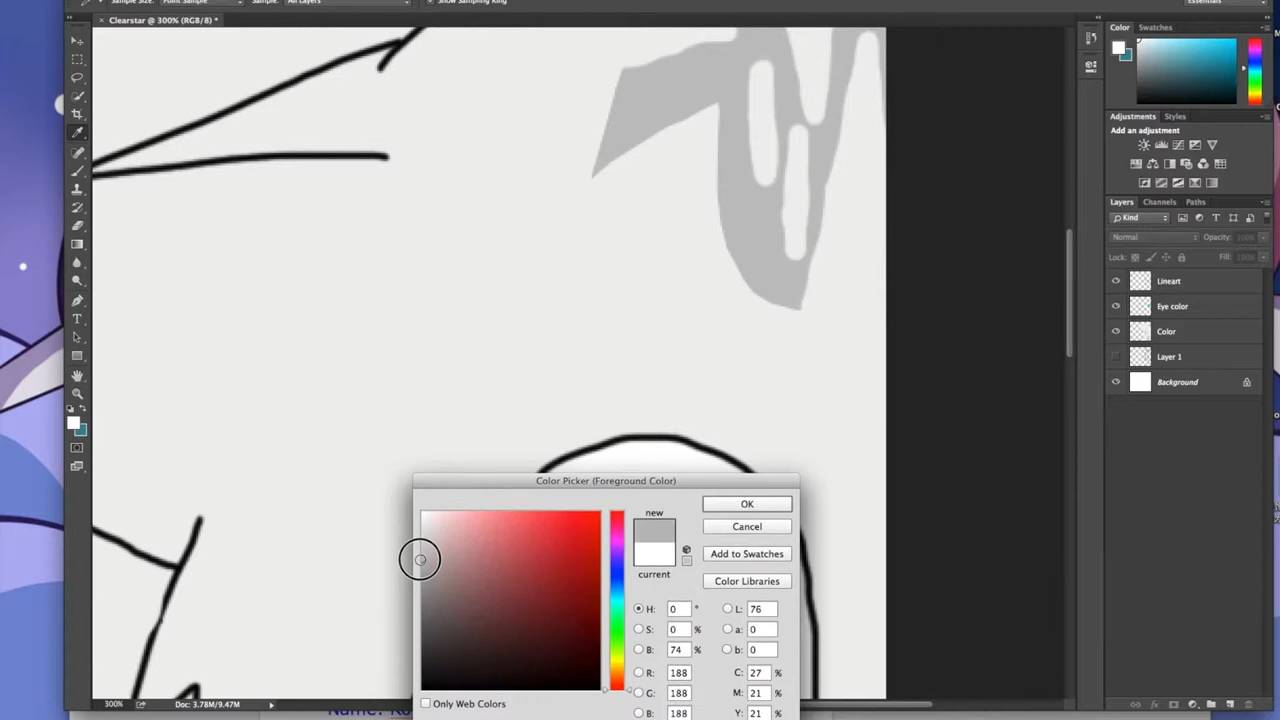 Sample Size: Point Sample Sample: All Layers Show Sampling Ring Essentials
× Clearstar @ 300% (RGB/8) *
Color Swatches
Adjustments Styles
Add an adjustment
Layers Channels Paths
Kind
Normal Opacity: 100%
Lock: Fill: 100%
Lineart
Eye color
Color
Layer 1
Background
Color Picker (Foreground Color)
new
current
OK
Cancel
Add to Swatches
Color Libraries
H: 0 ° L: 76
S: 0 % a: 0
B: 74 % b: 0
R: 188 C: 27 %
G: 188 M: 21 %
B: 188 Y: 21 %
Only Web Colors
300% Doc: 3.78M/9.47M
Name: